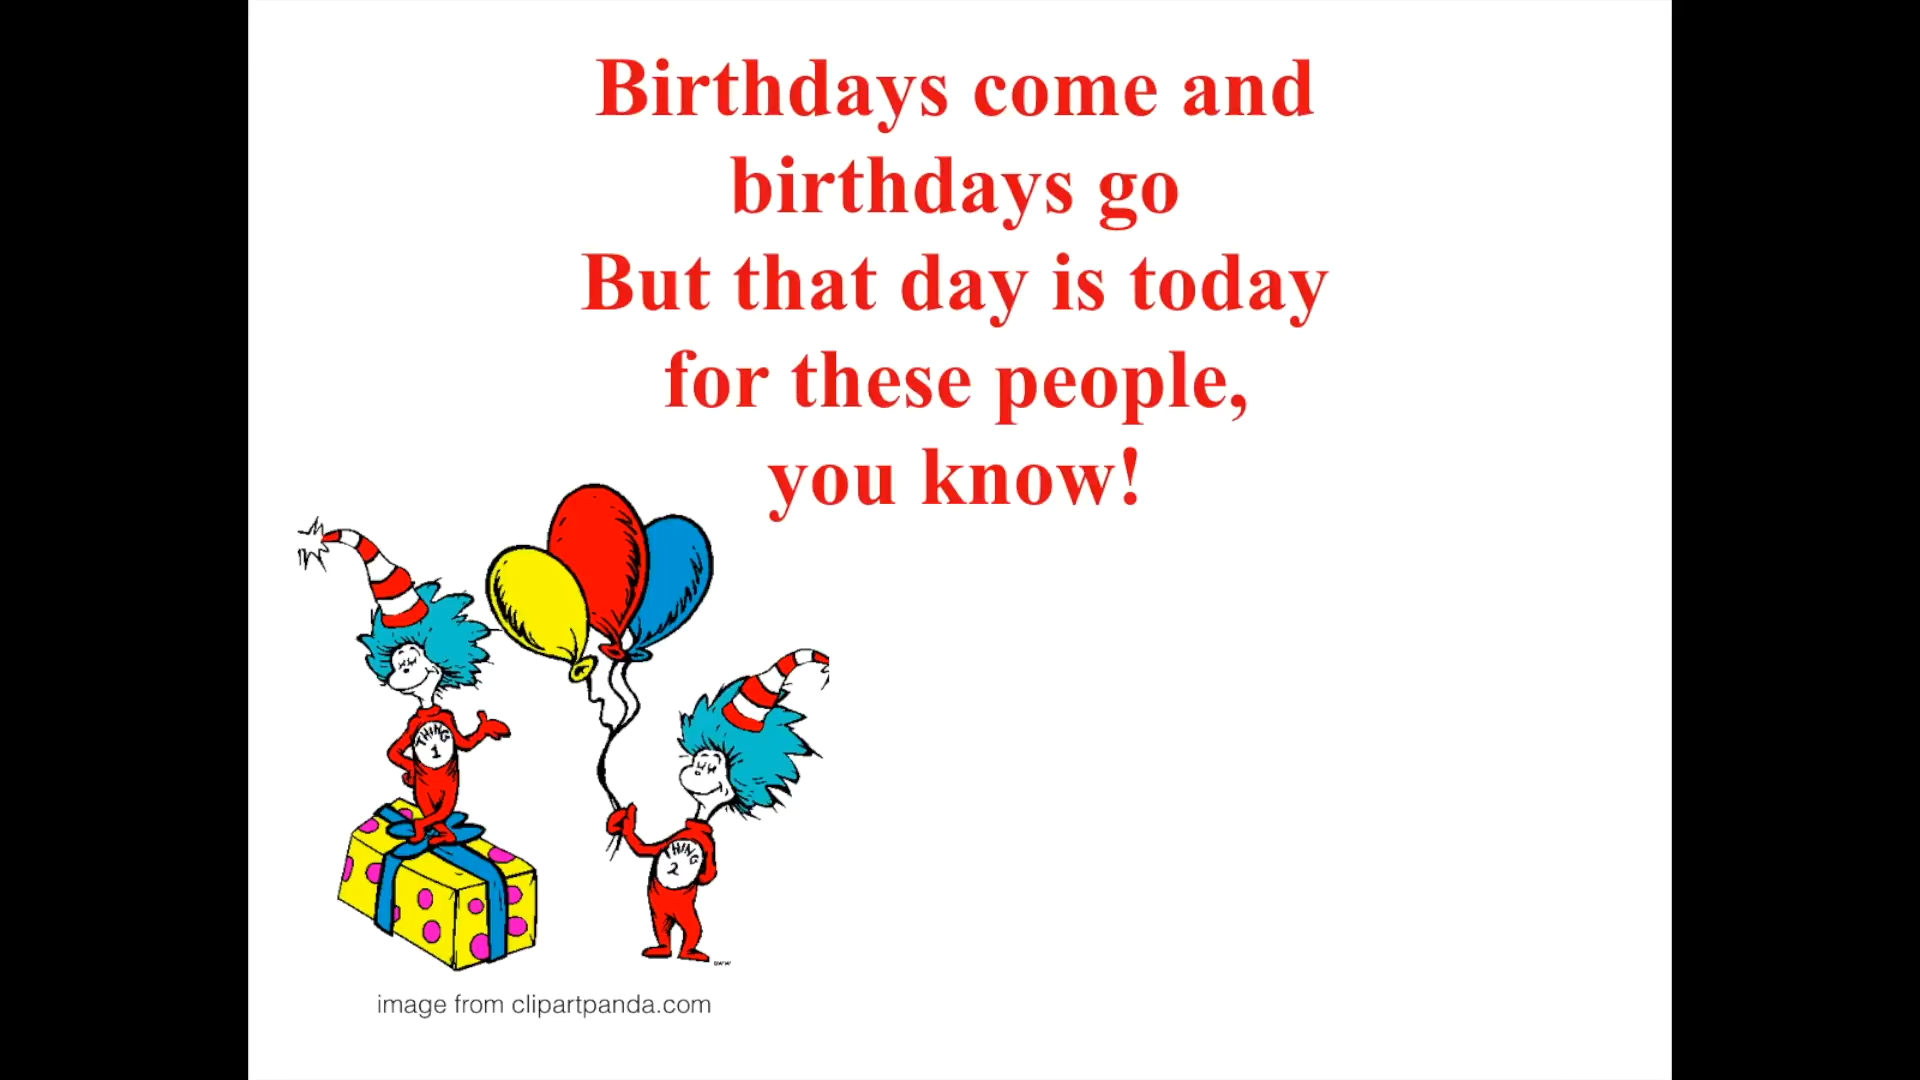 Birthdays come and
birthdays go
But that day is today
for these people,
you know!
THING
1
THING
2
image from clipartpanda.com